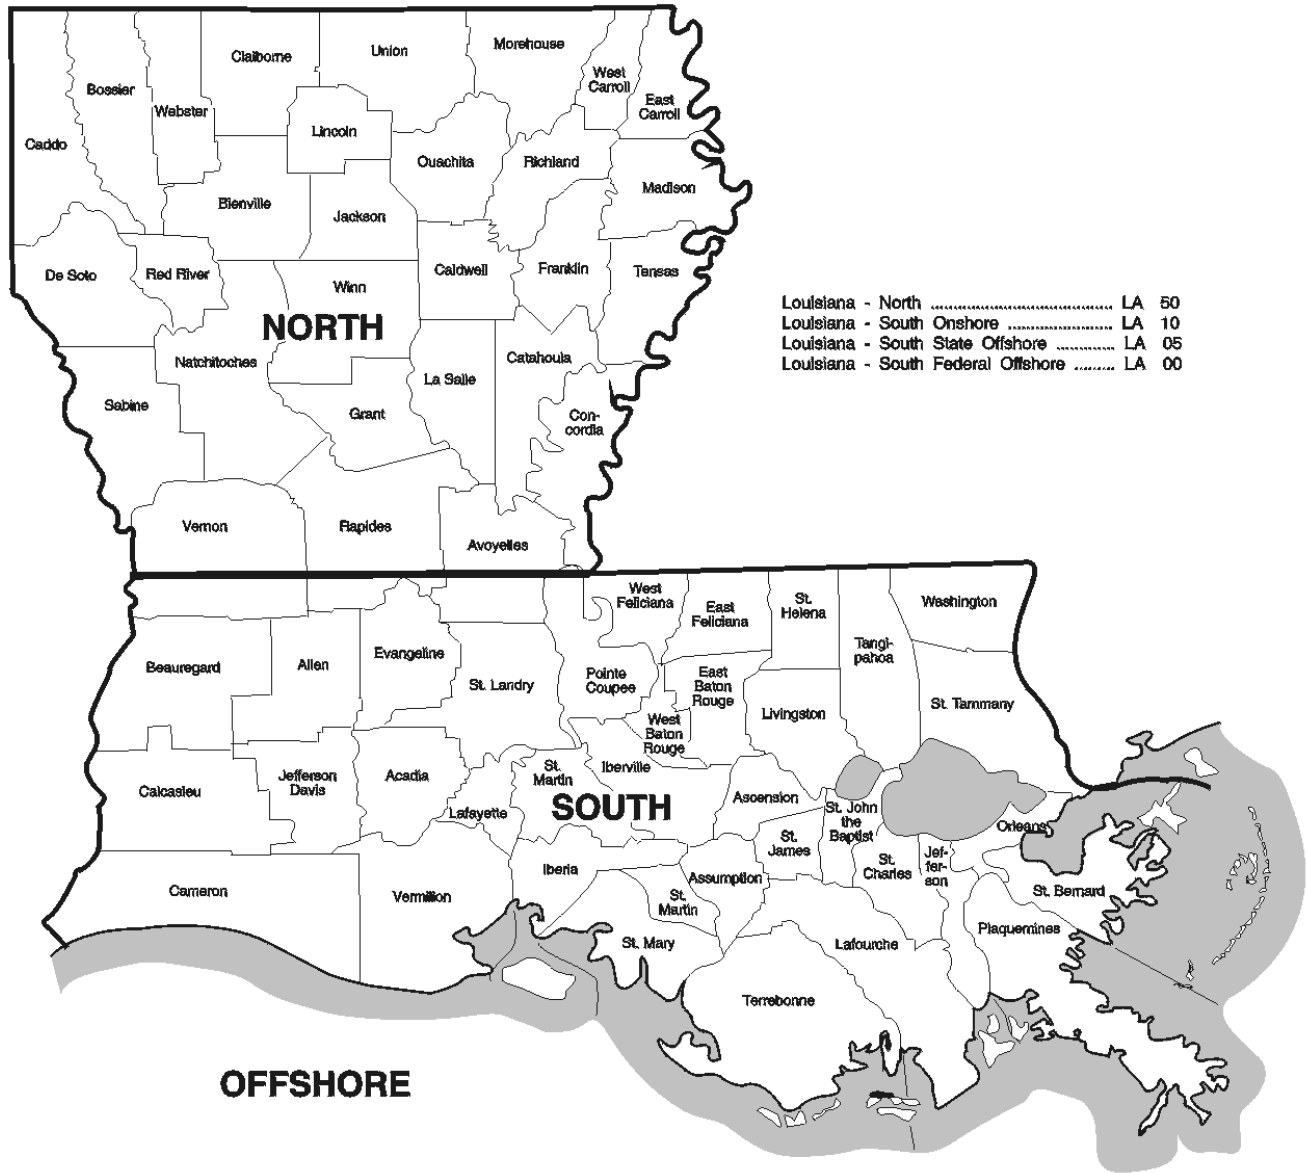 Claiborne
Union
Morehouse
West
Carroll
East
Carroll
Bossier
Webster
Caddo
Lincoln
Ouachita
Richland
Madison
Bienville
Jackson
De Soto
Red River
Winn
Caldwell
Franklin
Tensas
NORTH
Natchitoches
Catahoula
La Salle
Sabine
Grant
Con-
cordia
Vernon
Rapides
Avoyelles
Louisiana - North ........................................... LA 50
Louisiana - South Onshore ......................... LA 10
Louisiana - South State Offshore ............. LA 05
Louisiana - South Federal Offshore ......... LA 00
West
Feliciana
East
Feliciana
St.
Helena
Washington
Tangi-
pahoa
Beauregard
Allen
Evangeline
St. Landry
Pointe
Coupee
East
Baton
Rouge
West
Baton
Rouge
Livingston
St. Tammany
Calcasieu
Jefferson
Davis
Acadia
St.
Martin
Iberville
Ascension
Lafayette
SOUTH
St. John
the
Baptist
Orleans
St.
James
St.
Charles
Jef-
fer-
son
Iberia
Assumption
St. Bernard
Cameron
Vermilion
St.
Martin
Plaquemines
St. Mary
Lafourche
Terrebonne
OFFSHORE